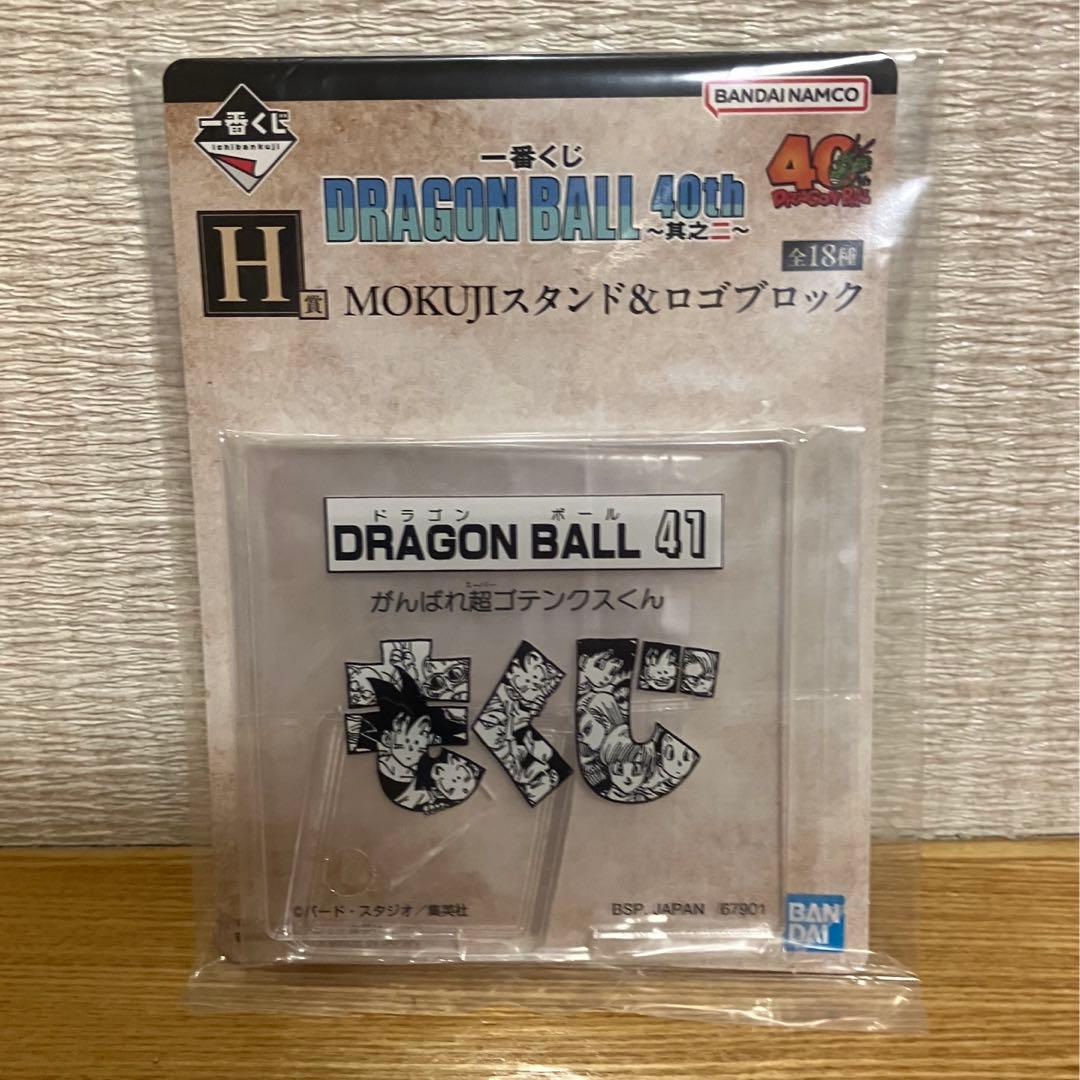 一番くじ
ichibankuji
BANDAI NAMCO
一番くじ
DRAGON BALL 40th
～其之二～
40
DRAGON BALL
全18種
H賞
MOKUJIスタンド&ロゴブロック
ドラゴン ボール
DRAGON BALL 41
スーパー
がんばれ超ゴテンクスくん
もくじ
©バード・スタジオ／集英社
BSP, JAPAN 67901
BAN
DAI